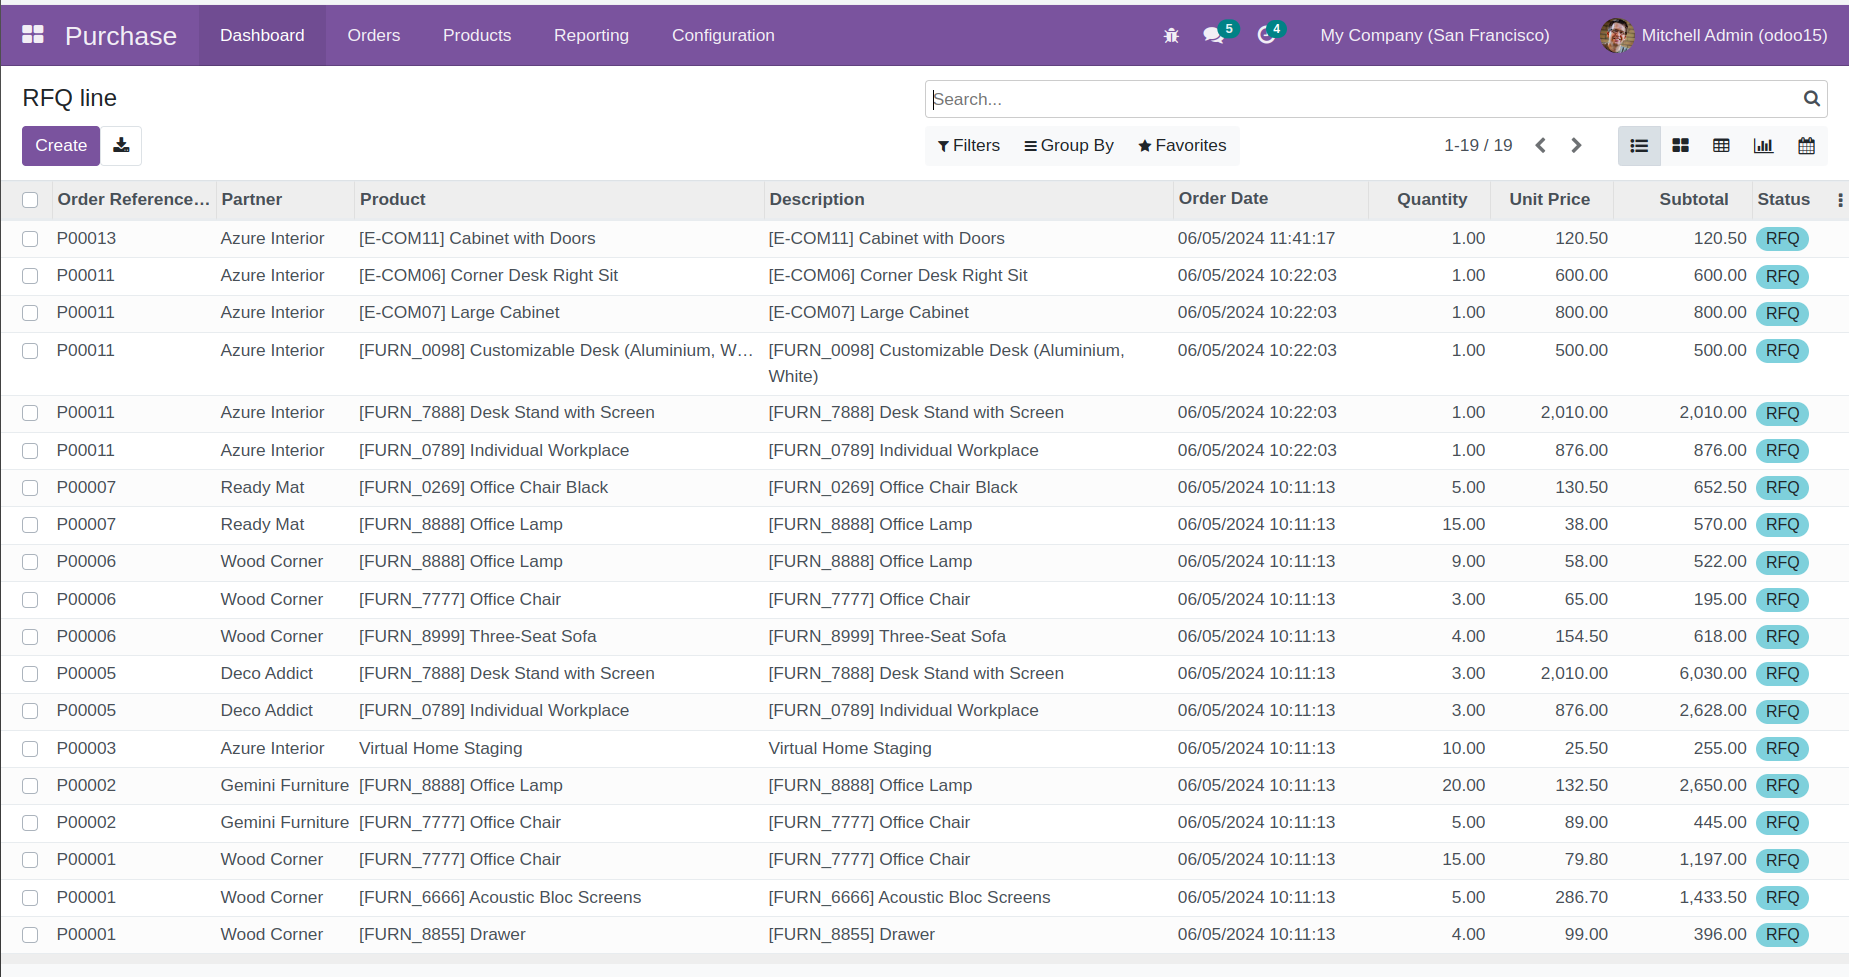 Purchase Dashboard Orders Products Reporting Configuration 5 4 My Company (San Francisco) Mitchell Admin (odoo15)
RFQ line
Search...
Create
Filters Group By Favorites 1-19 / 19
Order Reference... Partner Product Description Order Date Quantity Unit Price Subtotal Status
P00013 Azure Interior [E-COM11] Cabinet with Doors [E-COM11] Cabinet with Doors 06/05/2024 11:41:17 1.00 120.50 120.50 RFQ
P00011 Azure Interior [E-COM06] Corner Desk Right Sit [E-COM06] Corner Desk Right Sit 06/05/2024 10:22:03 1.00 600.00 600.00 RFQ
P00011 Azure Interior [E-COM07] Large Cabinet [E-COM07] Large Cabinet 06/05/2024 10:22:03 1.00 800.00 800.00 RFQ
P00011 Azure Interior [FURN_0098] Customizable Desk (Aluminium, W... [FURN_0098] Customizable Desk (Aluminium, 06/05/2024 10:22:03 1.00 500.00 500.00 RFQ
White)
P00011 Azure Interior [FURN_7888] Desk Stand with Screen [FURN_7888] Desk Stand with Screen 06/05/2024 10:22:03 1.00 2,010.00 2,010.00 RFQ
P00011 Azure Interior [FURN_0789] Individual Workplace [FURN_0789] Individual Workplace 06/05/2024 10:22:03 1.00 876.00 876.00 RFQ
P00007 Ready Mat [FURN_0269] Office Chair Black [FURN_0269] Office Chair Black 06/05/2024 10:11:13 5.00 130.50 652.50 RFQ
P00007 Ready Mat [FURN_8888] Office Lamp [FURN_8888] Office Lamp 06/05/2024 10:11:13 15.00 38.00 570.00 RFQ
P00006 Wood Corner [FURN_8888] Office Lamp [FURN_8888] Office Lamp 06/05/2024 10:11:13 9.00 58.00 522.00 RFQ
P00006 Wood Corner [FURN_7777] Office Chair [FURN_7777] Office Chair 06/05/2024 10:11:13 3.00 65.00 195.00 RFQ
P00006 Wood Corner [FURN_8999] Three-Seat Sofa [FURN_8999] Three-Seat Sofa 06/05/2024 10:11:13 4.00 154.50 618.00 RFQ
P00005 Deco Addict [FURN_7888] Desk Stand with Screen [FURN_7888] Desk Stand with Screen 06/05/2024 10:11:13 3.00 2,010.00 6,030.00 RFQ
P00005 Deco Addict [FURN_0789] Individual Workplace [FURN_0789] Individual Workplace 06/05/2024 10:11:13 3.00 876.00 2,628.00 RFQ
P00003 Azure Interior Virtual Home Staging Virtual Home Staging 06/05/2024 10:11:13 10.00 25.50 255.00 RFQ
P00002 Gemini Furniture [FURN_8888] Office Lamp [FURN_8888] Office Lamp 06/05/2024 10:11:13 20.00 132.50 2,650.00 RFQ
P00002 Gemini Furniture [FURN_7777] Office Chair [FURN_7777] Office Chair 06/05/2024 10:11:13 5.00 89.00 445.00 RFQ
P00001 Wood Corner [FURN_7777] Office Chair [FURN_7777] Office Chair 06/05/2024 10:11:13 15.00 79.80 1,197.00 RFQ
P00001 Wood Corner [FURN_6666] Acoustic Bloc Screens [FURN_6666] Acoustic Bloc Screens 06/05/2024 10:11:13 5.00 286.70 1,433.50 RFQ
P00001 Wood Corner [FURN_8855] Drawer [FURN_8855] Drawer 06/05/2024 10:11:13 4.00 99.00 396.00 RFQ